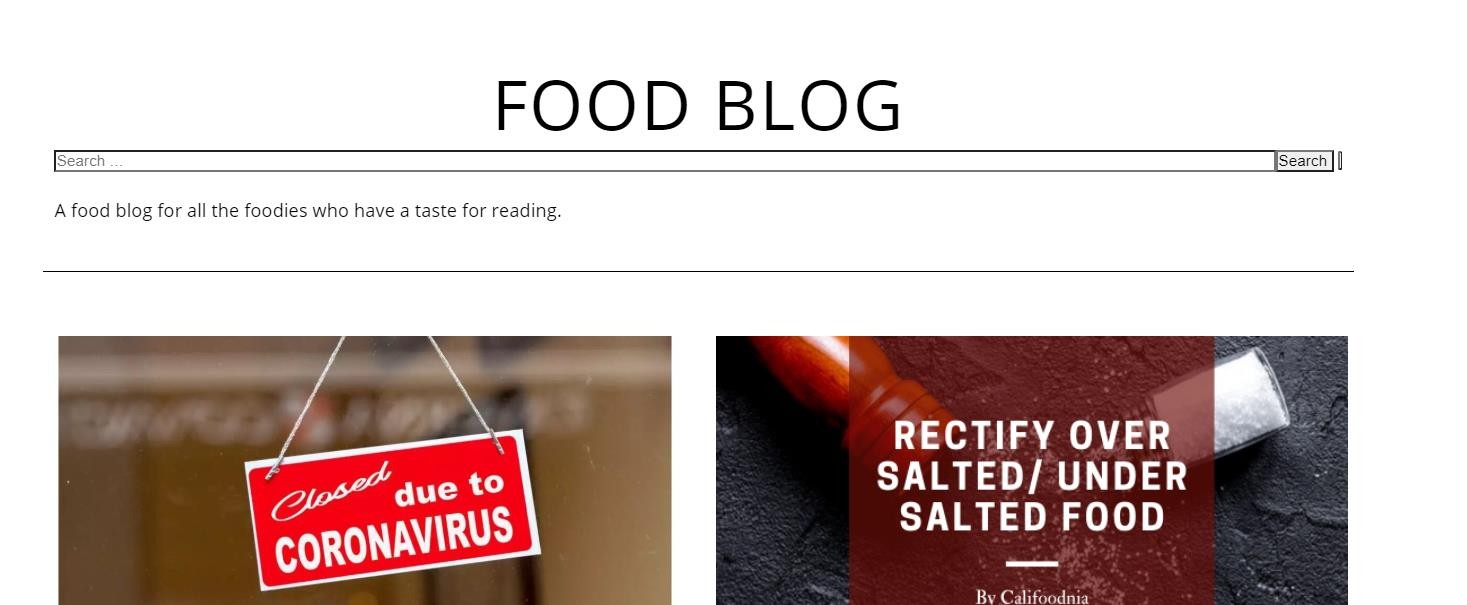 FOOD BLOG
Search ...
Search
A food blog for all the foodies who have a taste for reading.
Closed
due to
CORONAVIRUS
RECTIFY OVER
SALTED/ UNDER
SALTED FOOD
By Califoodnia